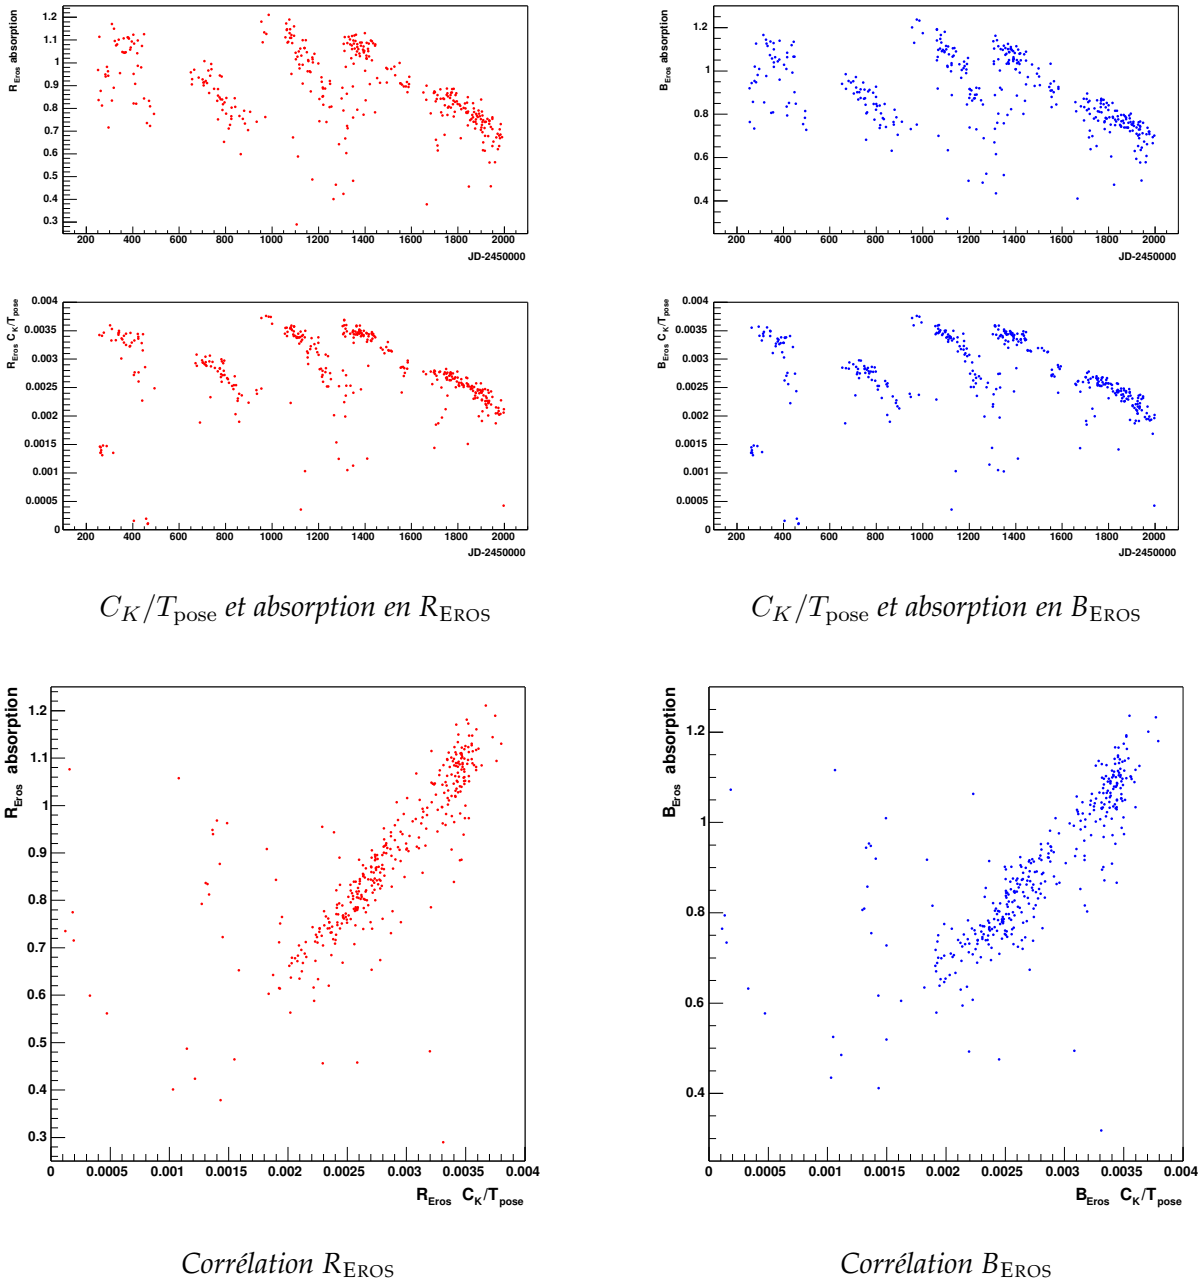 R_Eros absorption
1.2
1.1
1
0.9
0.8
0.7
0.6
0.5
0.4
0.3
200 400 600 800 1000 1200 1400 1600 1800 2000
JD-2450000
B_Eros absorption
1.2
1
0.8
0.6
0.4
200 400 600 800 1000 1200 1400 1600 1800 2000
JD-2450000
R_Eros C_K/T_pose
0.004
0.0035
0.003
0.0025
0.002
0.0015
0.001
0.0005
0
200 400 600 800 1000 1200 1400 1600 1800 2000
JD-2450000
B_Eros C_K/T_pose
0.004
0.0035
0.003
0.0025
0.002
0.0015
0.001
0.0005
0
200 400 600 800 1000 1200 1400 1600 1800 2000
JD-2450000
C_K/T_pose et absorption en R_EROS
C_K/T_pose et absorption en B_EROS
R_Eros absorption
1.2
1.1
1
0.9
0.8
0.7
0.6
0.5
0.4
0.3
0 0.0005 0.001 0.0015 0.002 0.0025 0.003 0.0035 0.004
R_Eros C_K/T_pose
B_Eros absorption
1.2
1
0.8
0.6
0.4
0 0.0005 0.001 0.0015 0.002 0.0025 0.003 0.0035 0.004
B_Eros C_K/T_pose
Corrélation R_EROS
Corrélation B_EROS